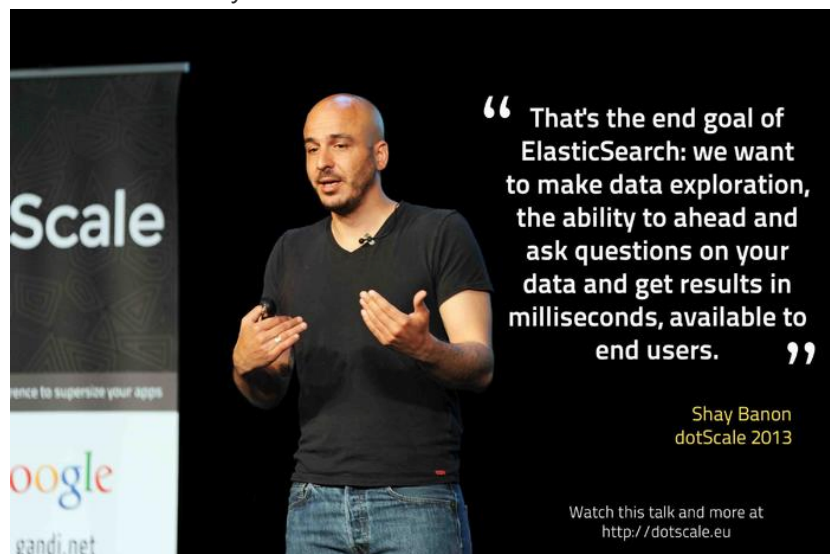 Scale
ence to supersize your apps
oogle
gandi.net
“ That's the end goal of
ElasticSearch: we want
to make data exploration,
the ability to ahead and
ask questions on your
data and get results in
milliseconds, available to
end users. ”
Shay Banon
dotScale 2013
Watch this talk and more at
http://dotscale.eu